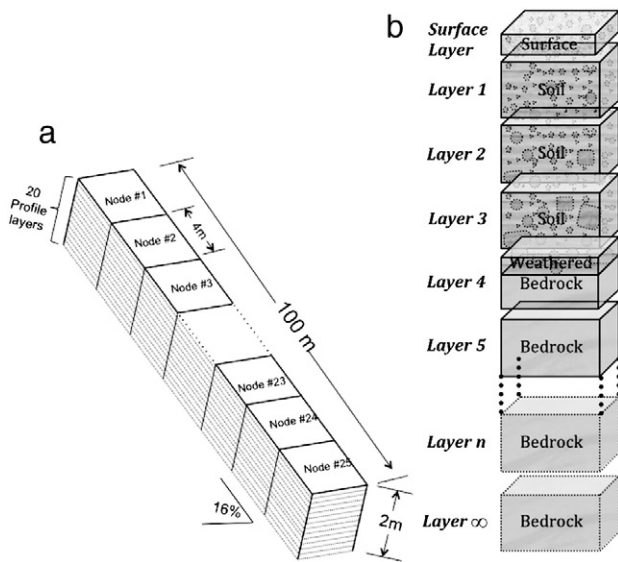 a
20
Profile
layers
Node #1
Node #2
Node #3
4m
100 m
Node #23
Node #24
Node #25
16%
2m
b
Surface
Layer
Surface
Layer 1
Soil
Layer 2
Soil
Layer 3
Soil
Weathered
Layer 4
Bedrock
Layer 5
Bedrock
Layer n
Bedrock
Layer ∞
Bedrock